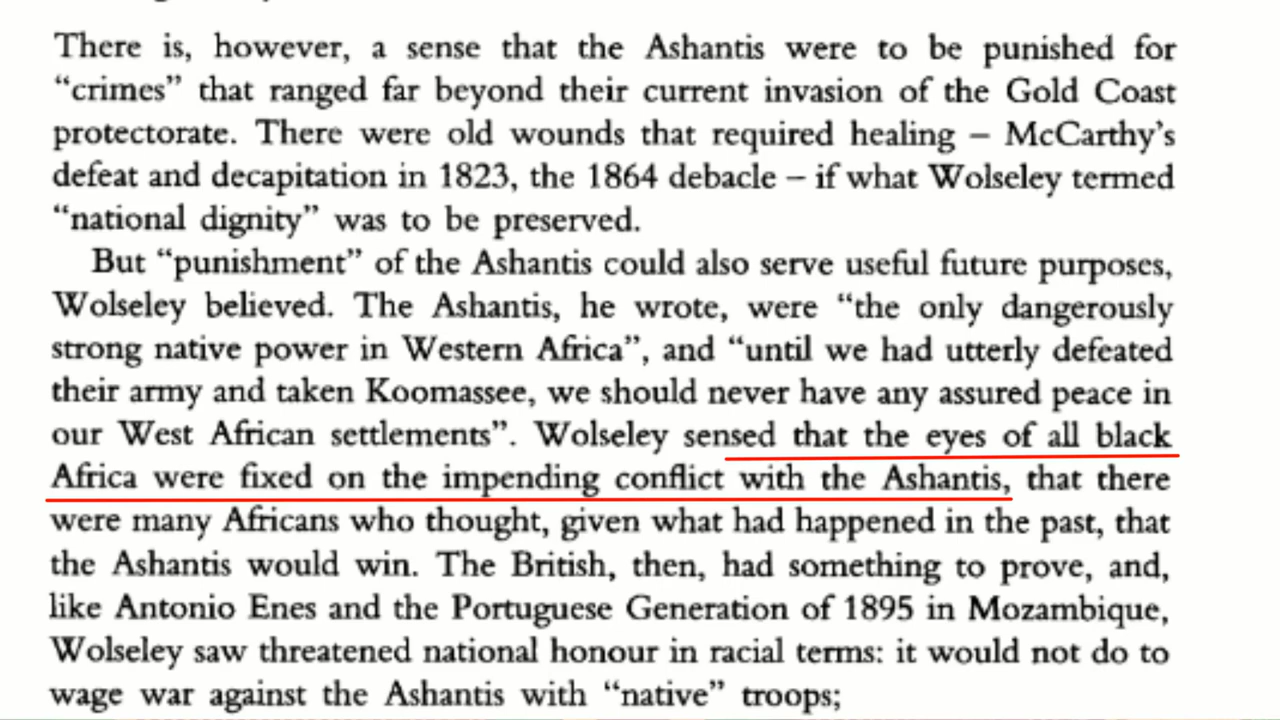 There is, however, a sense that the Ashantis were to be punished for
“crimes” that ranged far beyond their current invasion of the Gold Coast
protectorate. There were old wounds that required healing – McCarthy’s
defeat and decapitation in 1823, the 1864 debacle – if what Wolseley termed
“national dignity” was to be preserved.
But “punishment” of the Ashantis could also serve useful future purposes,
Wolseley believed. The Ashantis, he wrote, were “the only dangerously
strong native power in Western Africa”, and “until we had utterly defeated
their army and taken Koomassee, we should never have any assured peace in
our West African settlements”. Wolseley sensed that the eyes of all black
Africa were fixed on the impending conflict with the Ashantis, that there
were many Africans who thought, given what had happened in the past, that
the Ashantis would win. The British, then, had something to prove, and,
like Antonio Enes and the Portuguese Generation of 1895 in Mozambique,
Wolseley saw threatened national honour in racial terms: it would not do to
wage war against the Ashantis with “native” troops;